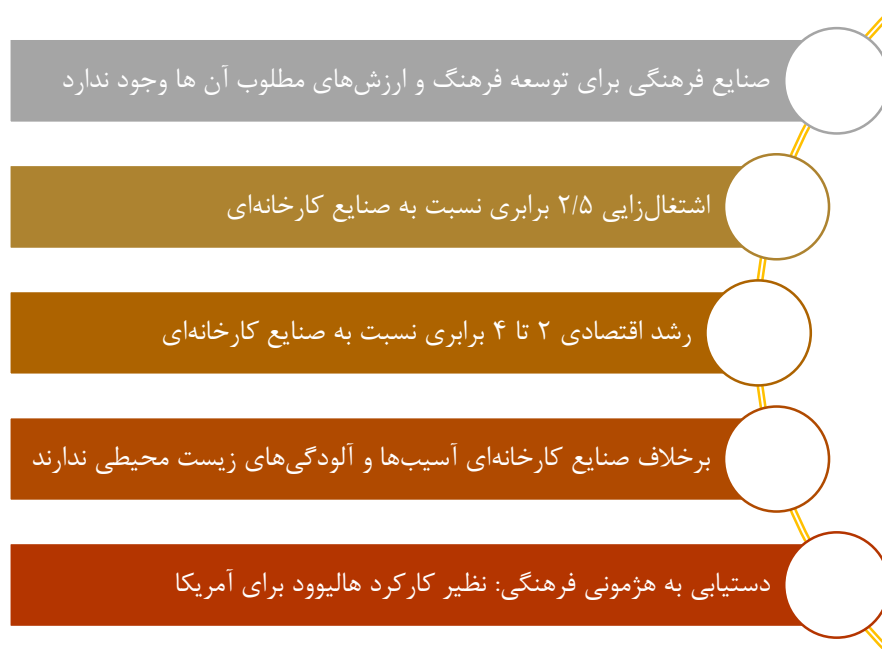 صنایع فرهنگی برای توسعه فرهنگ و ارزش‌های مطلوب آن ها وجود ندارد
اشتغال‌زایی ۲/۵ برابری نسبت به صنایع کارخانه‌ای
رشد اقتصادی ۲ تا ۴ برابری نسبت به صنایع کارخانه‌ای
برخلاف صنایع کارخانه‌ای آسیب‌ها و آلودگی‌های زیست محیطی ندارند
دستیابی به هژمونی فرهنگی: نظیر کارکرد هالیوود برای آمریکا